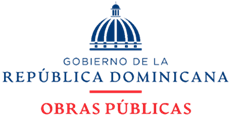 GOBIERNO DE LA
REPÚBLICA DOMINICANA
OBRAS PÚBLICAS